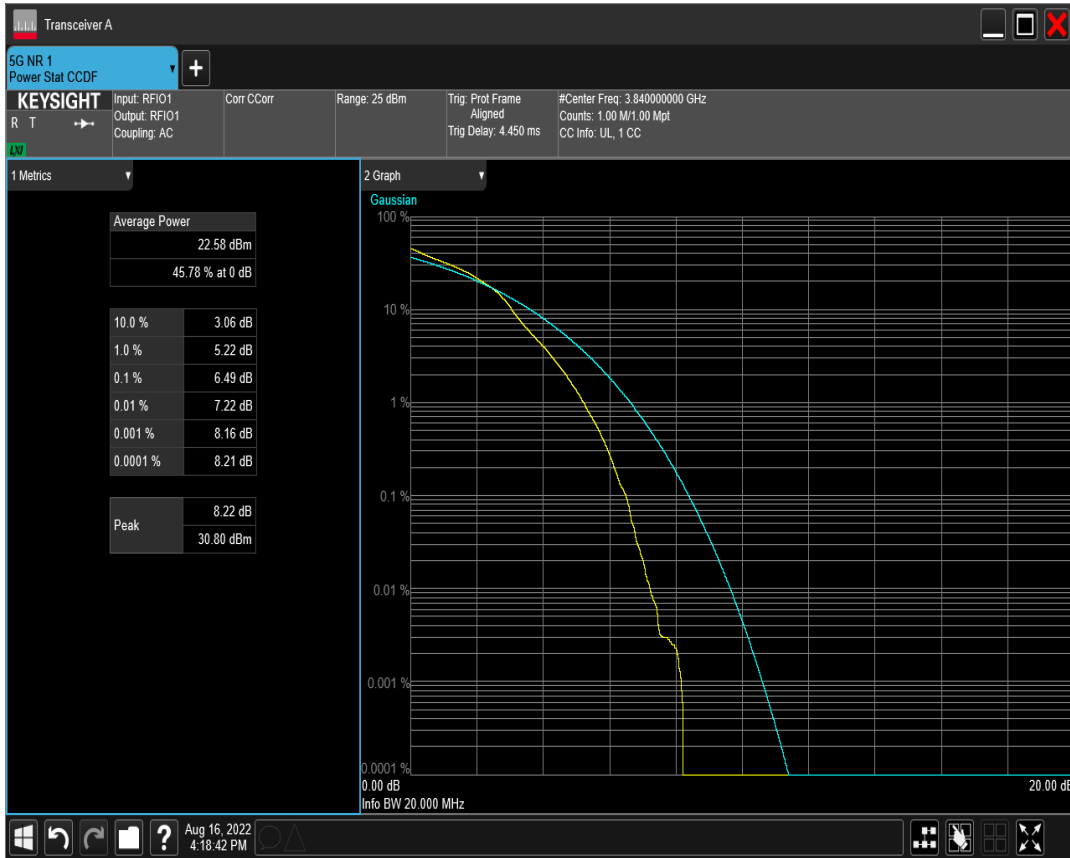 Transceiver A
5G NR 1
Power Stat CCDF
KEYSIGHT
R T
LXI
Input: RFIO1
Output: RFIO1
Coupling: AC
Corr CCorr
Range: 25 dBm
Trig: Prot Frame
Aligned
Trig Delay: 4.450 ms
#Center Freq: 3.840000000 GHz
Counts: 1.00 M/1.00 Mpt
CC Info: UL, 1 CC
1 Metrics
Average Power
22.58 dBm
45.78 % at 0 dB
10.0 % 3.06 dB
1.0 % 5.22 dB
0.1 % 6.49 dB
0.01 % 7.22 dB
0.001 % 8.16 dB
0.0001 % 8.21 dB
Peak 8.22 dB
30.80 dBm
2 Graph
Gaussian
100 %
10 %
1 %
0.1 %
0.01 %
0.001 %
0.0001 %
0.00 dB 20.00 dB
Info BW 20.000 MHz
Aug 16, 2022
4:18:42 PM